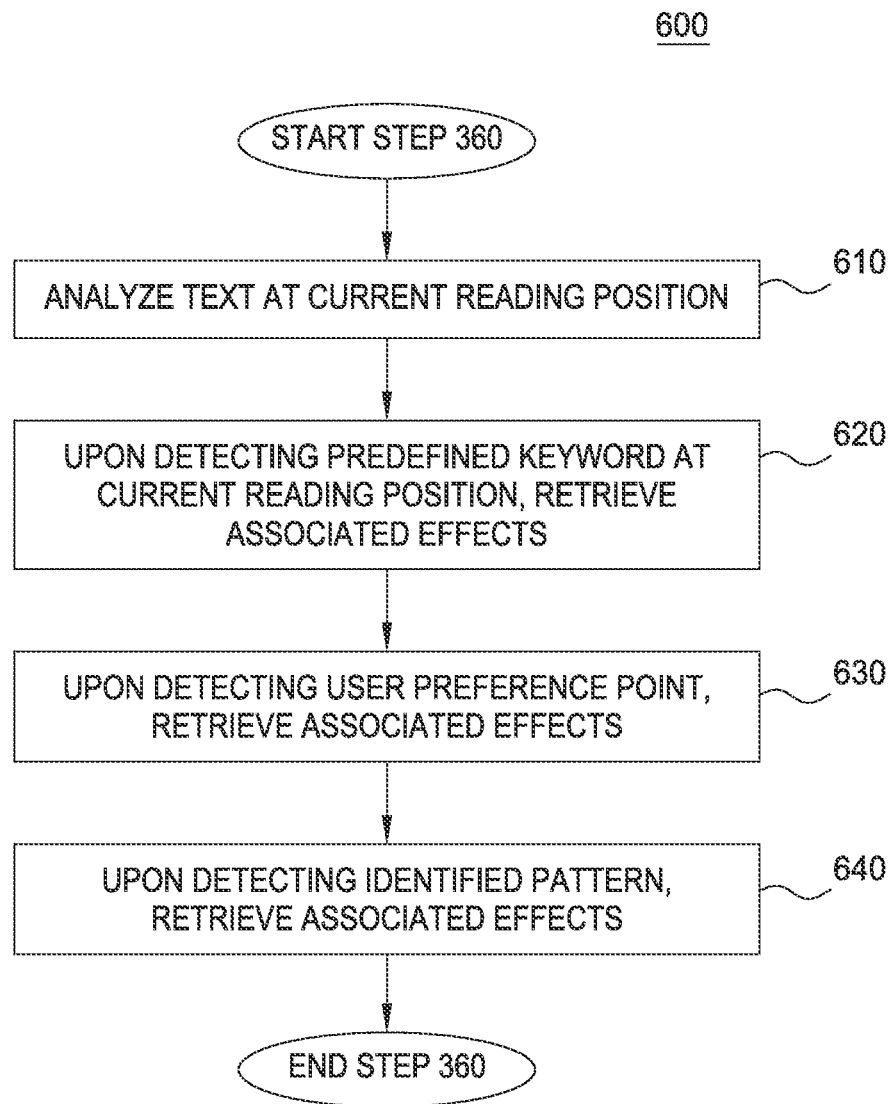 600
START STEP 360
ANALYZE TEXT AT CURRENT READING POSITION
610
UPON DETECTING PREDEFINED KEYWORD AT
CURRENT READING POSITION, RETRIEVE
ASSOCIATED EFFECTS
620
UPON DETECTING USER PREFERENCE POINT,
RETRIEVE ASSOCIATED EFFECTS
630
UPON DETECTING IDENTIFIED PATTERN,
RETRIEVE ASSOCIATED EFFECTS
640
END STEP 360